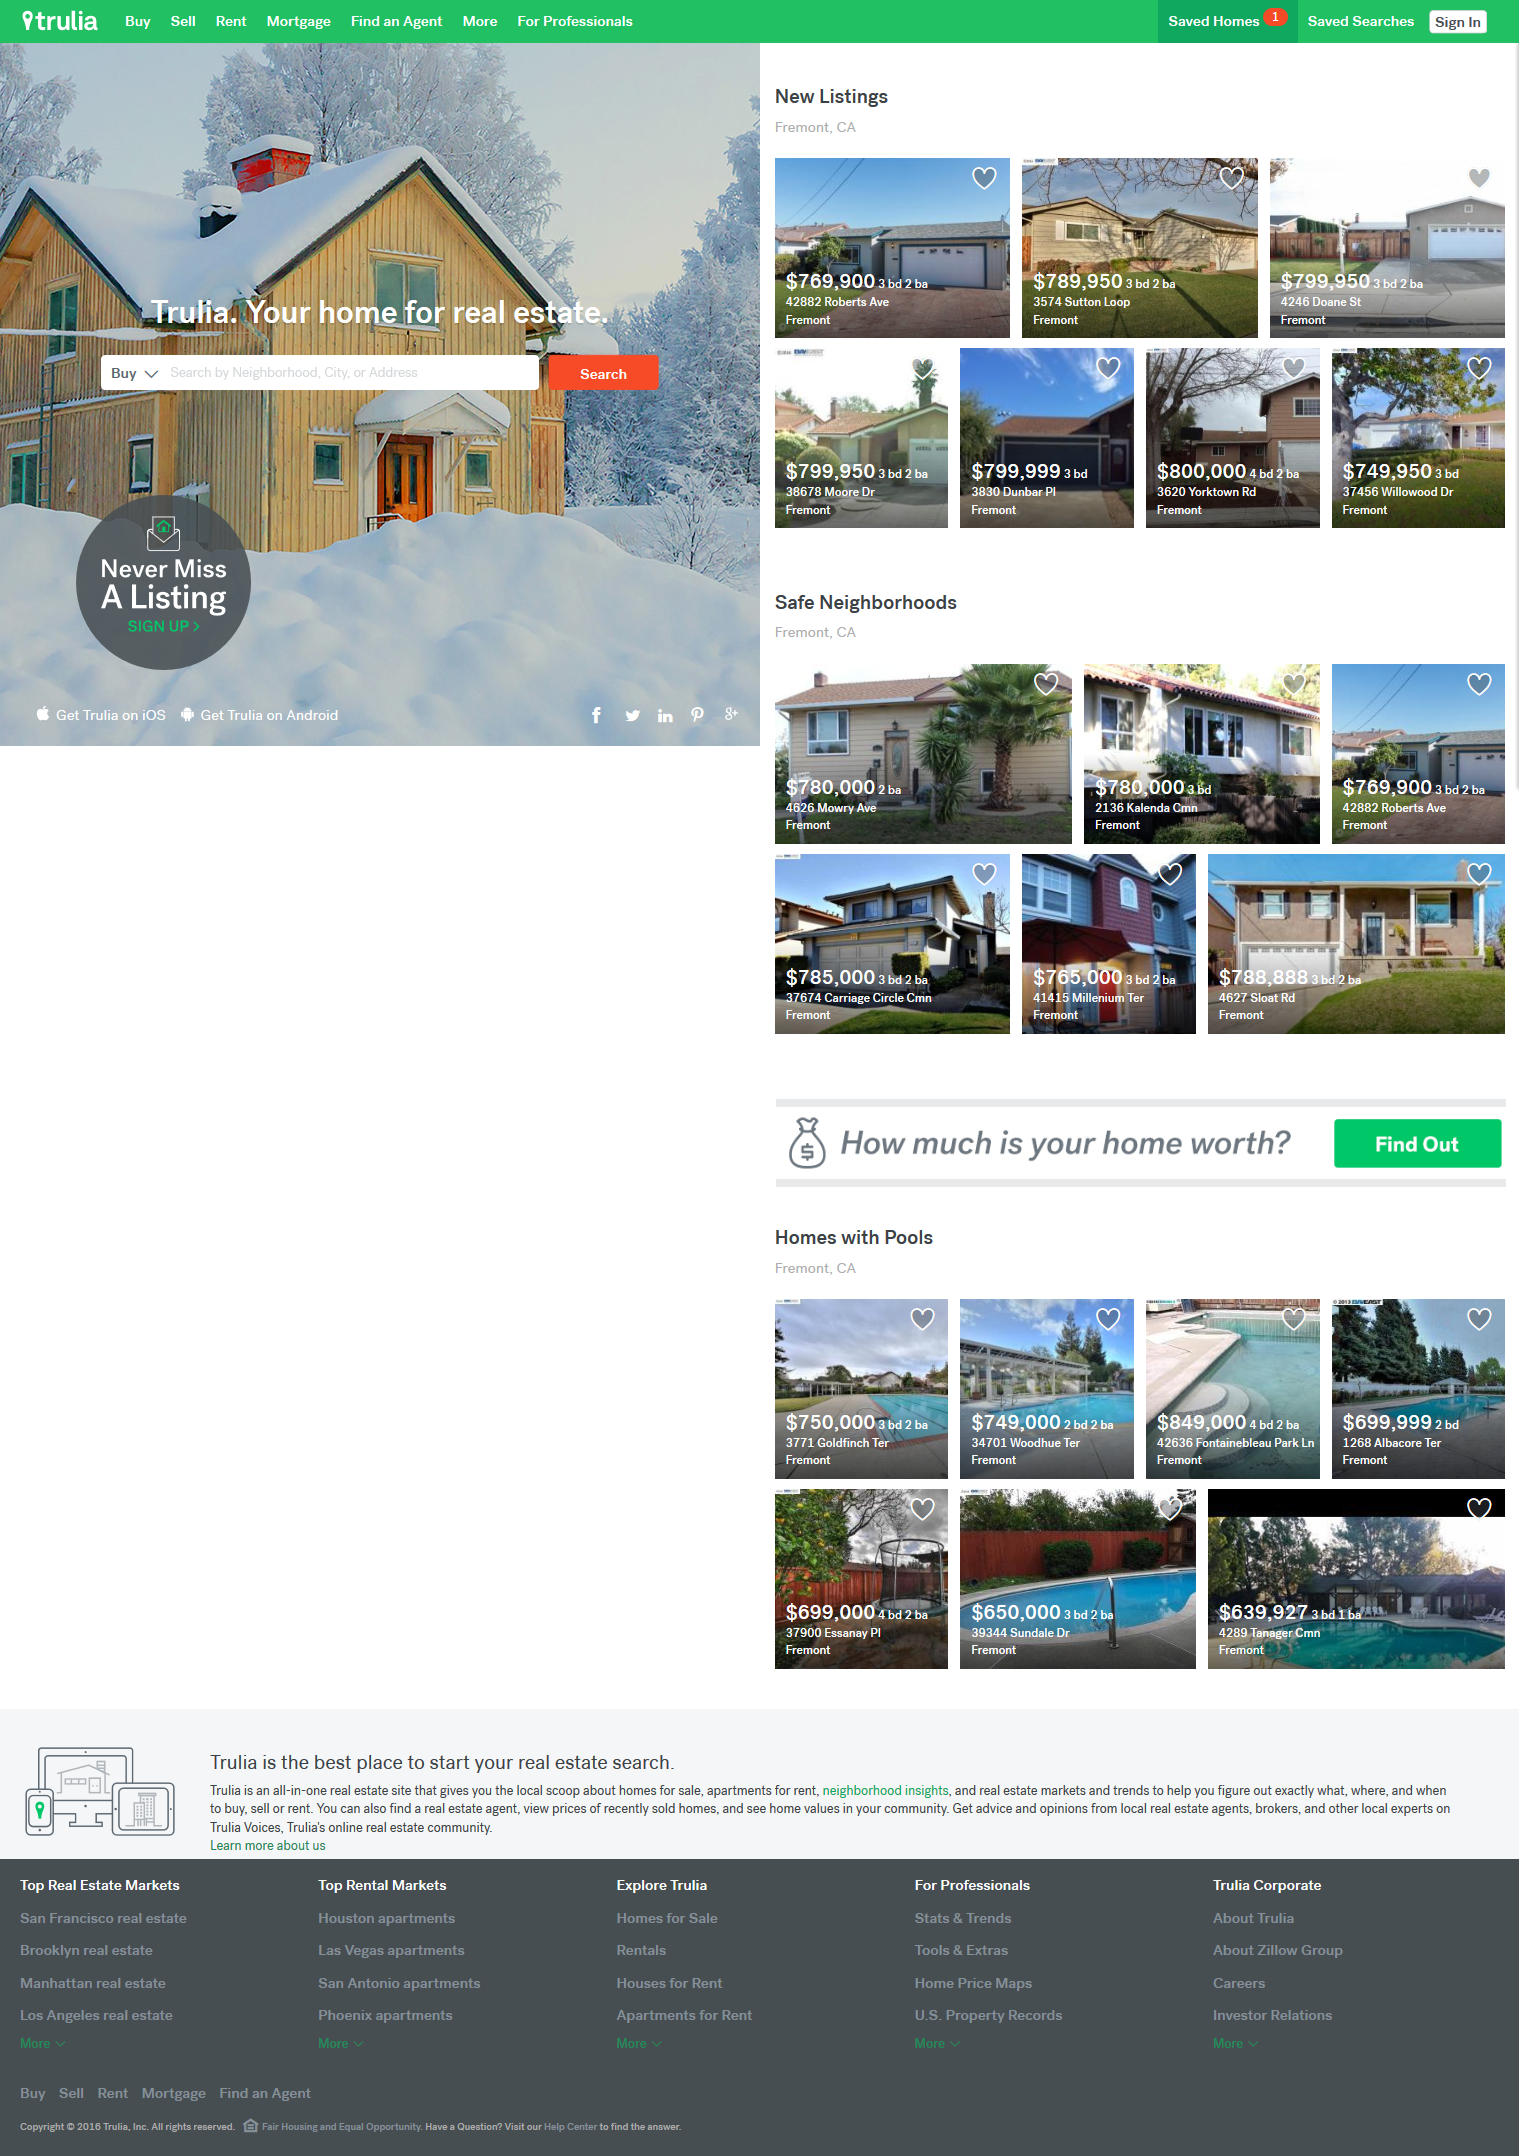 trulia
Buy Sell Rent Mortgage Find an Agent More For Professionals
Saved Homes 1 Saved Searches Sign In
Trulia. Your home for real estate.
Buy Search by Neighborhood, City, or Address Search
Never Miss
A Listing
SIGN UP >
Get Trulia on iOS Get Trulia on Android
New Listings
Fremont, CA
$769,900 3 bd 2 ba
42882 Roberts Ave
Fremont
$789,950 3 bd 2 ba
3574 Sutton Loop
Fremont
$799,950 3 bd 2 ba
4246 Doane St
Fremont
$799,950 3 bd 2 ba
38678 Moore Dr
Fremont
$799,999 3 bd
3830 Dunbar Pl
Fremont
$800,000 4 bd 2 ba
3620 Yorktown Rd
Fremont
$749,950 3 bd
37456 Willowood Dr
Fremont
Safe Neighborhoods
Fremont, CA
$780,000 2 ba
4626 Mowry Ave
Fremont
$780,000 3 bd
2136 Kalenda Cmn
Fremont
$769,900 3 bd 2 ba
42882 Roberts Ave
Fremont
$785,000 3 bd 2 ba
37674 Carriage Circle Cmn
Fremont
$765,000 3 bd 2 ba
41415 Millenium Ter
Fremont
$788,888 3 bd 2 ba
4627 Sloat Rd
Fremont
How much is your home worth? Find Out
Homes with Pools
Fremont, CA
$750,000 3 bd 2 ba
3771 Goldfinch Ter
Fremont
$749,000 2 bd 2 ba
34701 Woodhue Ter
Fremont
$849,000 4 bd 2 ba
42636 Fontainebleau Park Ln
Fremont
© 2013 BAYEAST
$699,999 2 bd
1268 Albacore Ter
Fremont
$699,000 4 bd 2 ba
37900 Essanay Pl
Fremont
$650,000 3 bd 2 ba
39344 Sundale Dr
Fremont
$639,927 3 bd 1 ba
4289 Tanager Cmn
Fremont
Trulia is the best place to start your real estate search.
Trulia is an all-in-one real estate site that gives you the local scoop about homes for sale, apartments for rent, neighborhood insights, and real estate markets and trends to help you figure out exactly what, where, and when
to buy, sell or rent. You can also find a real estate agent, view prices of recently sold homes, and see home values in your community. Get advice and opinions from local real estate agents, brokers, and other local experts on
Trulia Voices, Trulia's online real estate community.
Learn more about us
Top Real Estate Markets
San Francisco real estate
Brooklyn real estate
Manhattan real estate
Los Angeles real estate
More
Top Rental Markets
Houston apartments
Las Vegas apartments
San Antonio apartments
Phoenix apartments
More
Explore Trulia
Homes for Sale
Rentals
Houses for Rent
Apartments for Rent
More
For Professionals
Stats & Trends
Tools & Extras
Home Price Maps
U.S. Property Records
More
Trulia Corporate
About Trulia
About Zillow Group
Careers
Investor Relations
More
Buy Sell Rent Mortgage Find an Agent
Copyright © 2016 Trulia, Inc. All rights reserved. Fair Housing and Equal Opportunity. Have a Question? Visit our Help Center to find the answer.